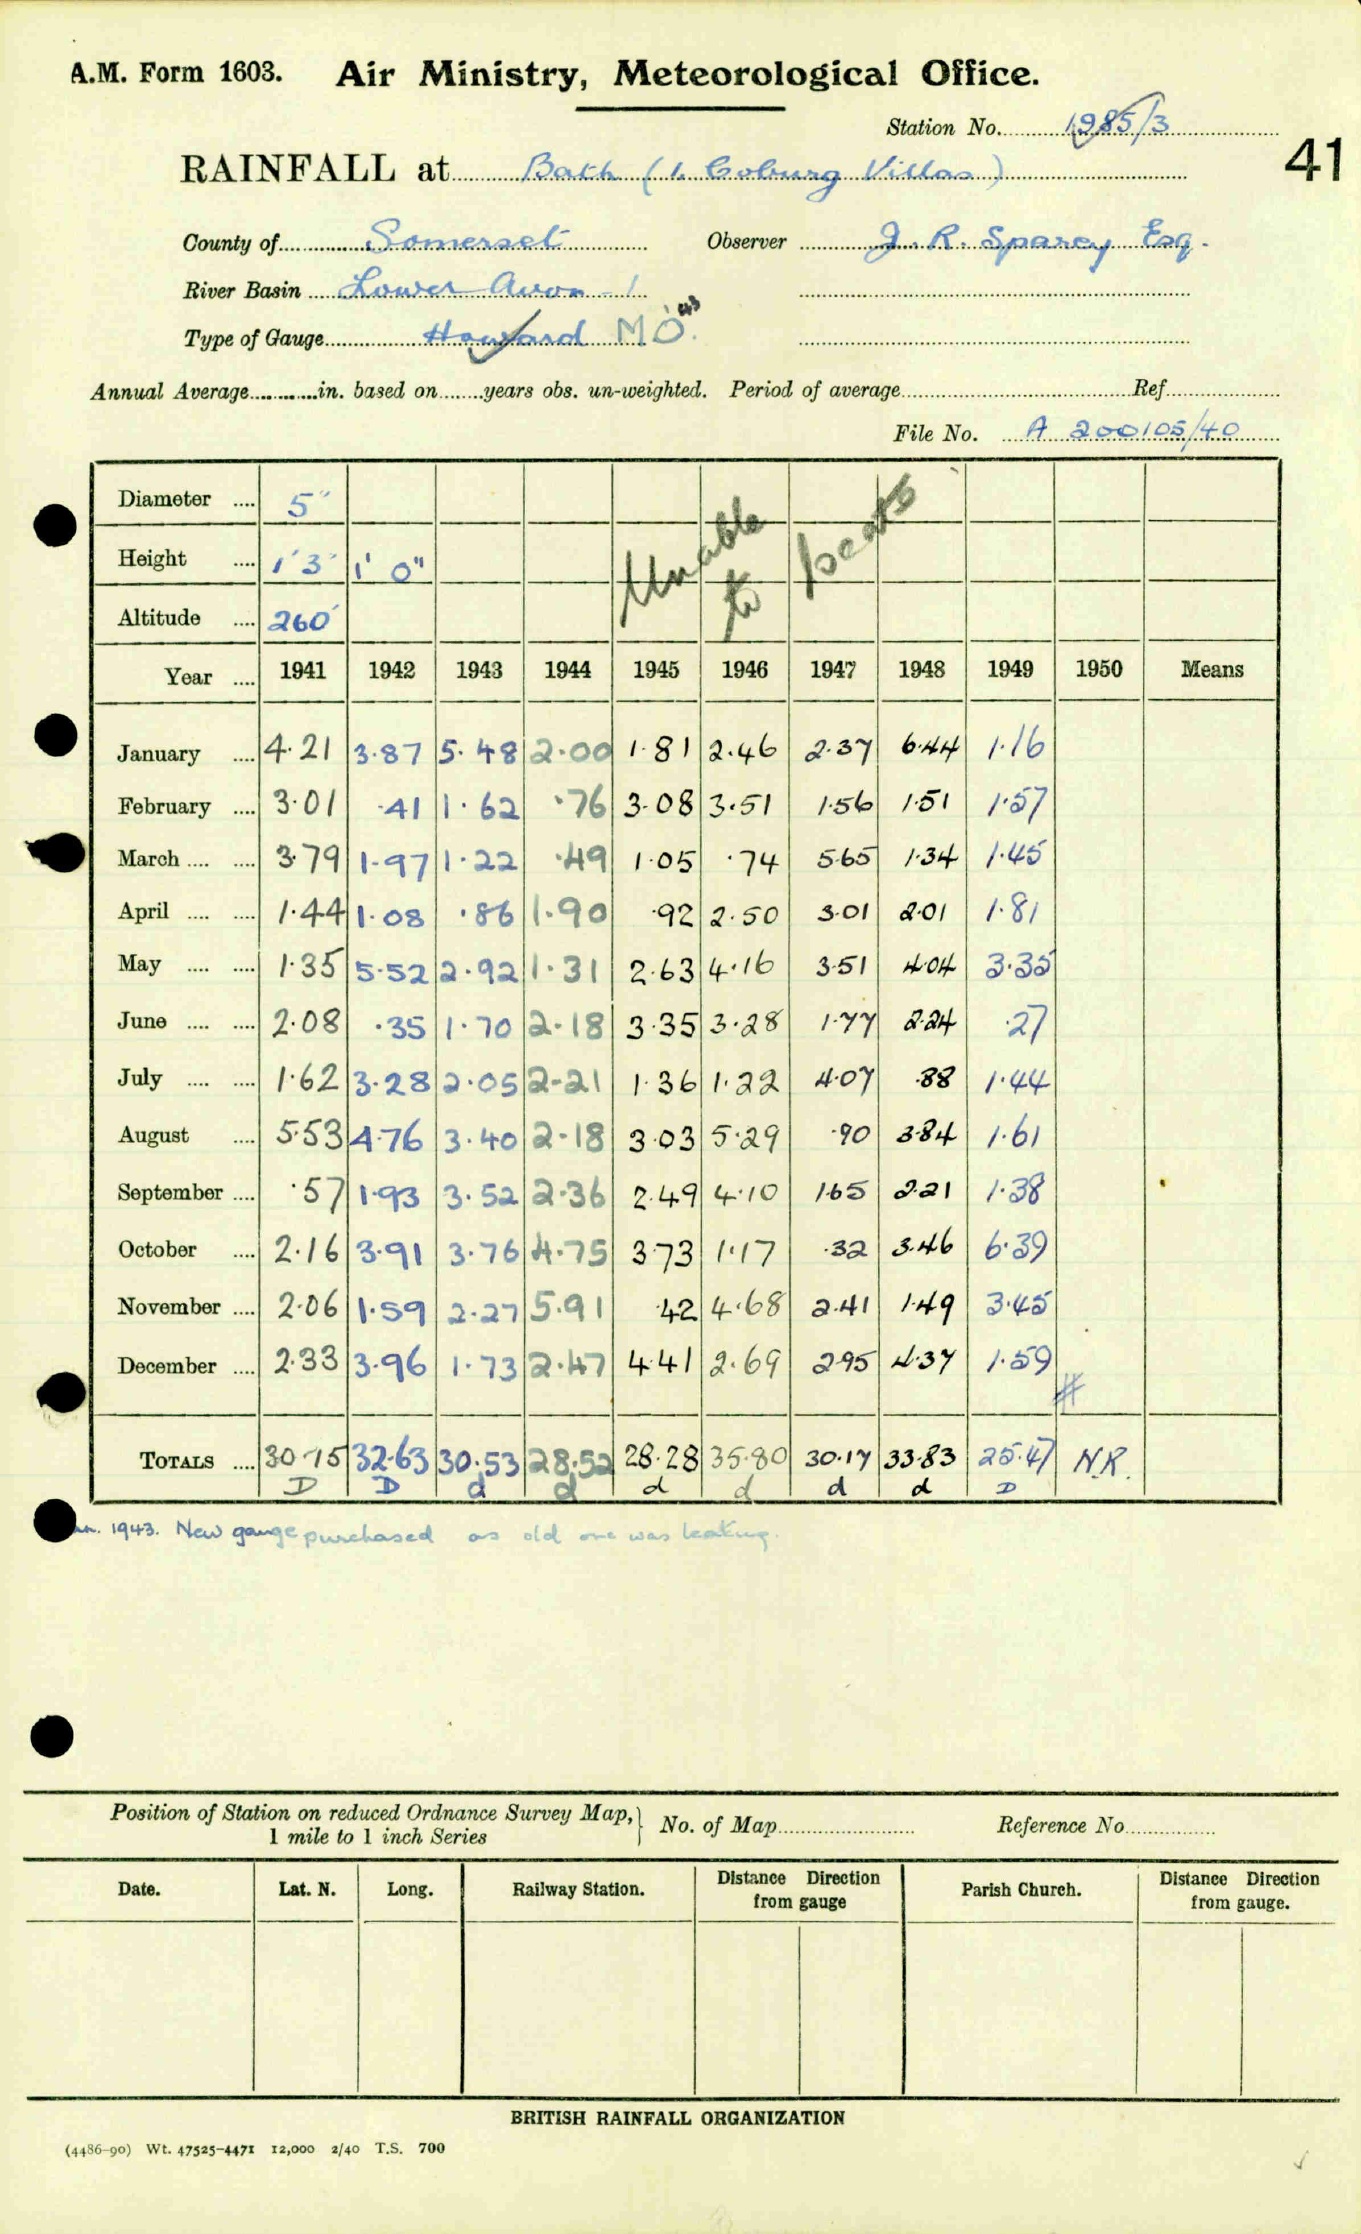 A.M. Form 1603. Air Ministry, Meteorological Office.
Station No. 1985/3
41
RAINFALL at Bath (1. Coburg Villas)
County of Somerset Observer J. R. Sparey Esq.
River Basin Lower Avon - 1
Type of Gauge Howard MO '43
Annual Average in. based on years obs. un-weighted. Period of average Ref
File No. A 200105/40
Diameter .... 5"
Height .... 1' 3" 1' 0"
Unable to locate
Altitude .... 260'
Year .... 1941 1942 1943 1944 1945 1946 1947 1948 1949 1950 Means
January .... 4.21 3.87 5.48 2.00 1.81 2.46 2.37 6.44 1.16
February .... 3.01 .41 1.62 .76 3.08 3.51 1.56 1.51 1.57
March .... .... 3.79 1.97 1.22 .49 1.05 .74 5.65 1.34 1.45
April .... .... 1.44 1.08 .86 1.90 .92 2.50 3.01 2.01 1.81
May .... .... 1.35 5.52 2.92 1.31 2.63 4.16 3.51 4.04 3.35
June .... .... 2.08 .35 1.70 2.18 3.35 3.28 1.77 2.24 .27
July .... .... 1.62 3.28 2.05 2.21 1.36 1.22 4.07 .88 1.44
August .... 5.53 4.76 3.40 2.18 3.03 5.29 .90 3.84 1.61
September .... .57 1.93 3.52 2.36 2.49 4.10 1.65 2.21 1.38
October .... 2.16 3.91 3.76 4.75 3.73 1.17 .32 3.46 6.39
November .... 2.06 1.59 2.27 5.91 .42 4.68 2.41 1.49 3.45
December .... 2.33 3.96 1.73 2.47 4.41 2.69 2.95 4.37 1.59
#
TOTALS .... 30.15 32.63 30.53 28.52 28.28 35.80 30.17 33.83 25.47 N.R.
D D d d d d d d D
an. 1943. New gauge purchased as old one was leaking.
Position of Station on reduced Ordnance Survey Map, } No. of Map Reference No
1 mile to 1 inch Series
Date. Lat. N. Long. Railway Station. Distance Direction from gauge Parish Church. Distance Direction from gauge.
BRITISH RAINFALL ORGANIZATION
(4486-90) Wt. 47525-4471 12,000 2/40 T.S. 700